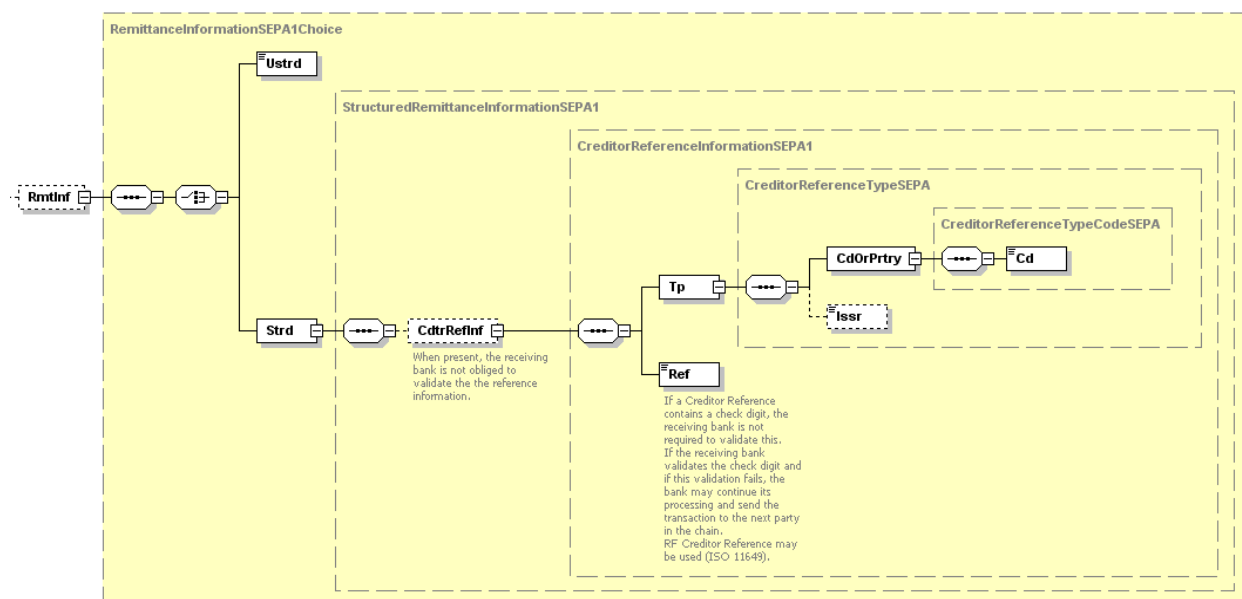 RemittanceInformationSEPA1Choice
Ustrd
StructuredRemittanceInformationSEPA1
CreditorReferenceInformationSEPA1
CreditorReferenceTypeSEPA
CreditorReferenceTypeCodeSEPA
RmtInf
CdOrPrtry
Cd
Tp
Issr
Strd
CdtrRefInf
When present, the receiving
bank is not obliged to
validate the the reference
information.
Ref
If a Creditor Reference
contains a check digit, the
receiving bank is not
required to validate this.
If the receiving bank
validates the check digit and
if this validation fails, the
bank may continue its
processing and send the
transaction to the next party
in the chain.
RF Creditor Reference may
be used (ISO 11649).